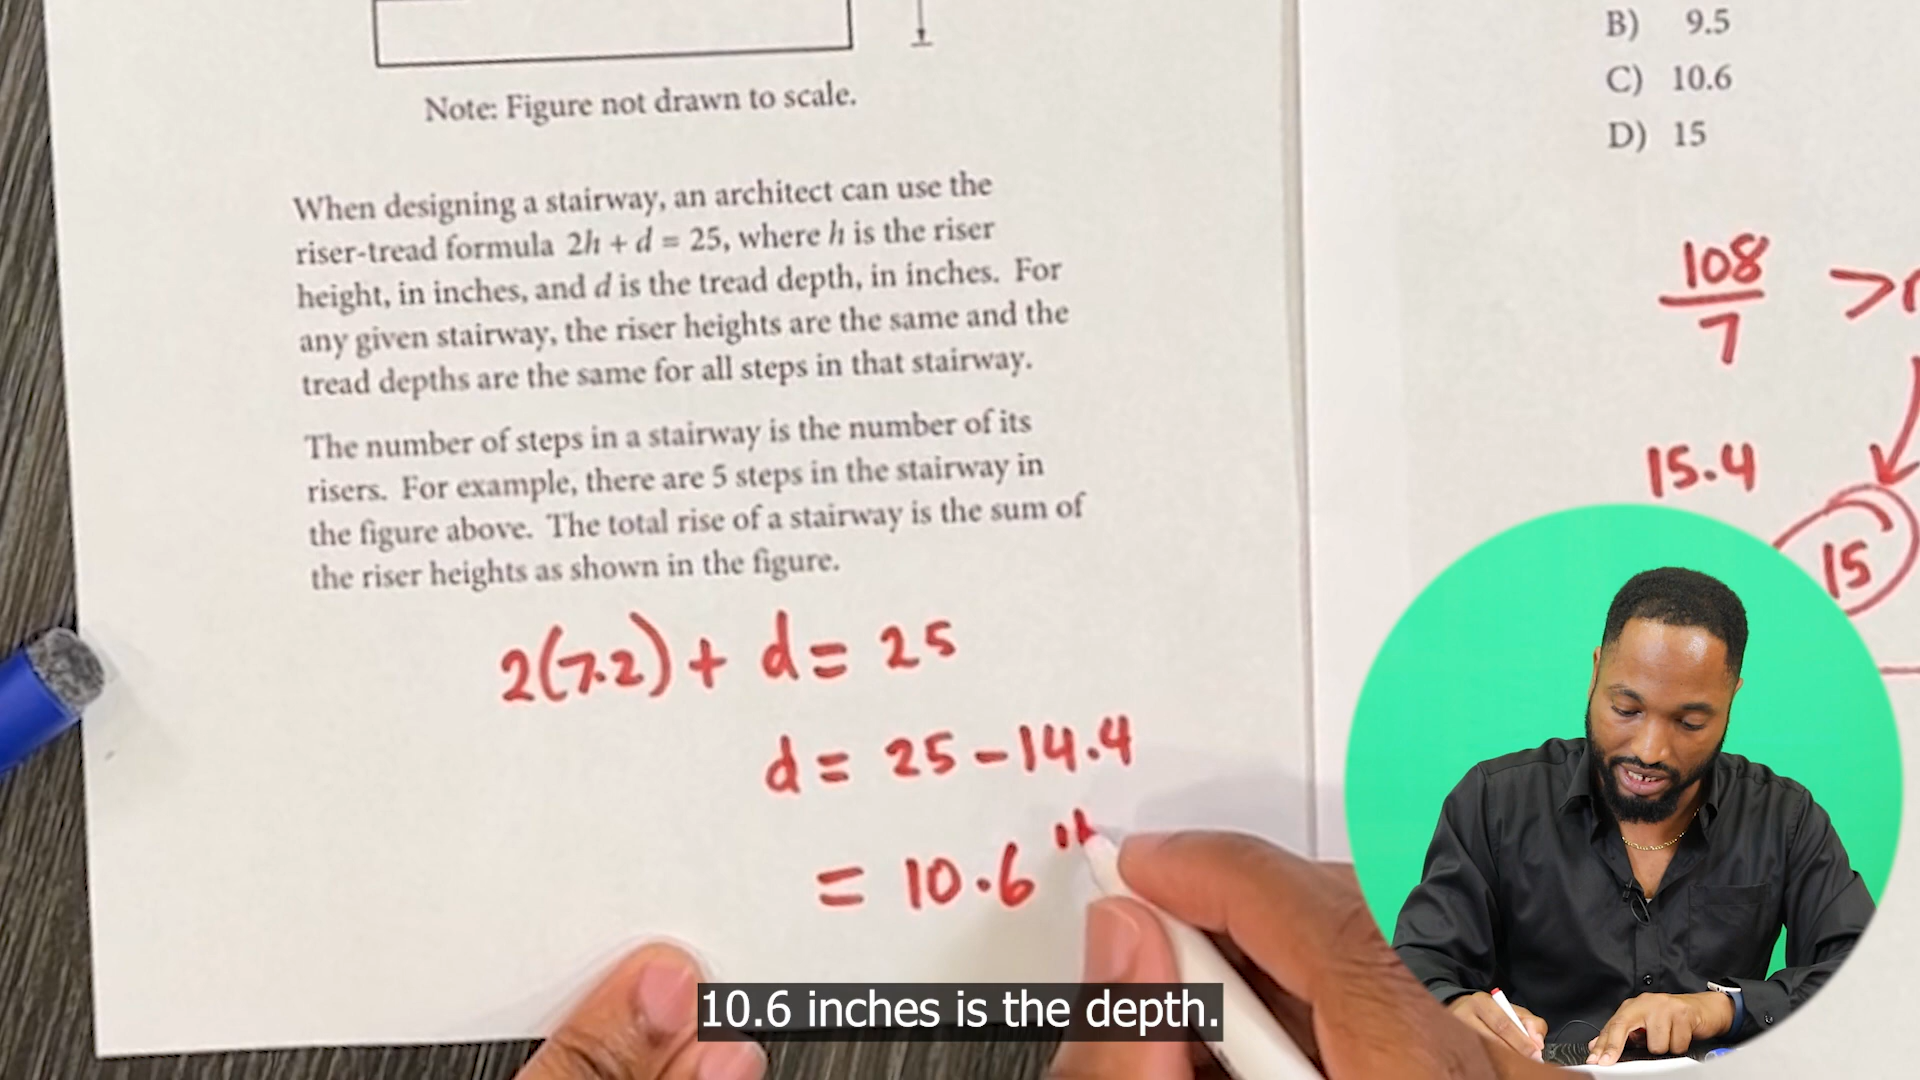 Note: Figure not drawn to scale.
When designing a stairway, an architect can use the
riser-tread formula 2h + d = 25, where h is the riser
height, in inches, and d is the tread depth, in inches. For
any given stairway, the riser heights are the same and the
tread depths are the same for all steps in that stairway.
The number of steps in a stairway is the number of its
risers. For example, there are 5 steps in the stairway in
the figure above. The total rise of a stairway is the sum of
the riser heights as shown in the figure.
2(7.2) + d = 25
d = 25 - 14.4
= 10.6"
B) 9.5
C) 10.6
D) 15
108
7
>
15.4
15
10.6 inches is the depth.